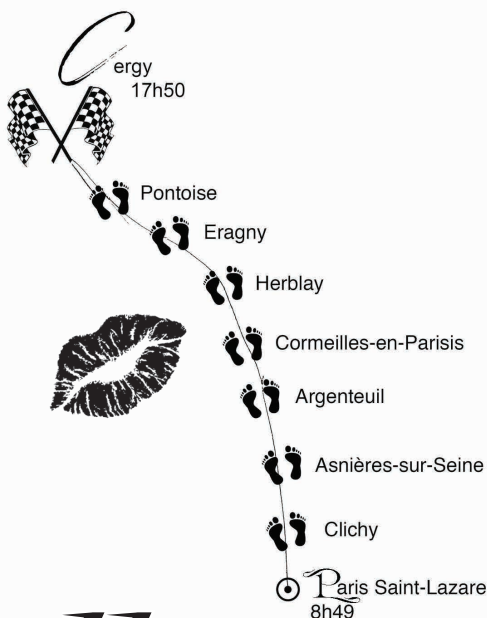 Cergy
17h50
Pontoise
Eragny
Herblay
Cormeilles-en-Parisis
Argenteuil
Asnières-sur-Seine
Clichy
Paris Saint-Lazare
8h49